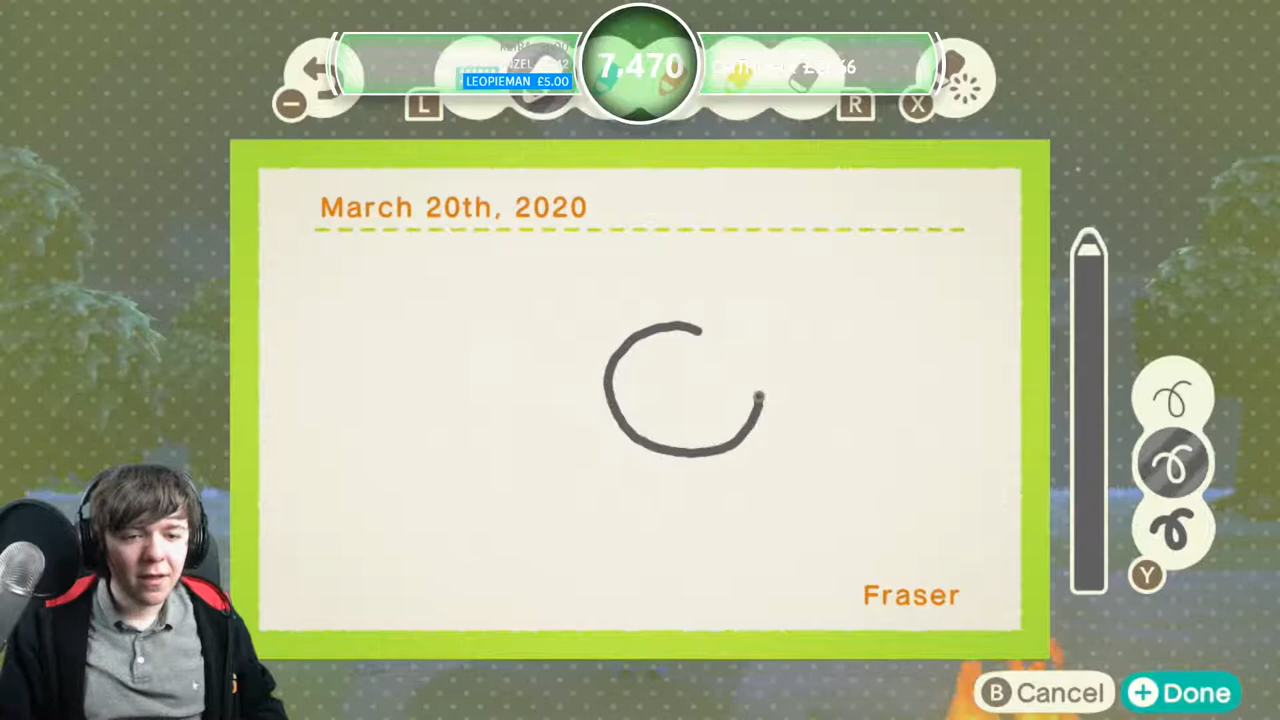 LEOPIEMAN £5.00
7,470
L
R
X
March 20th, 2020
Fraser
Y
B Cancel
+ Done